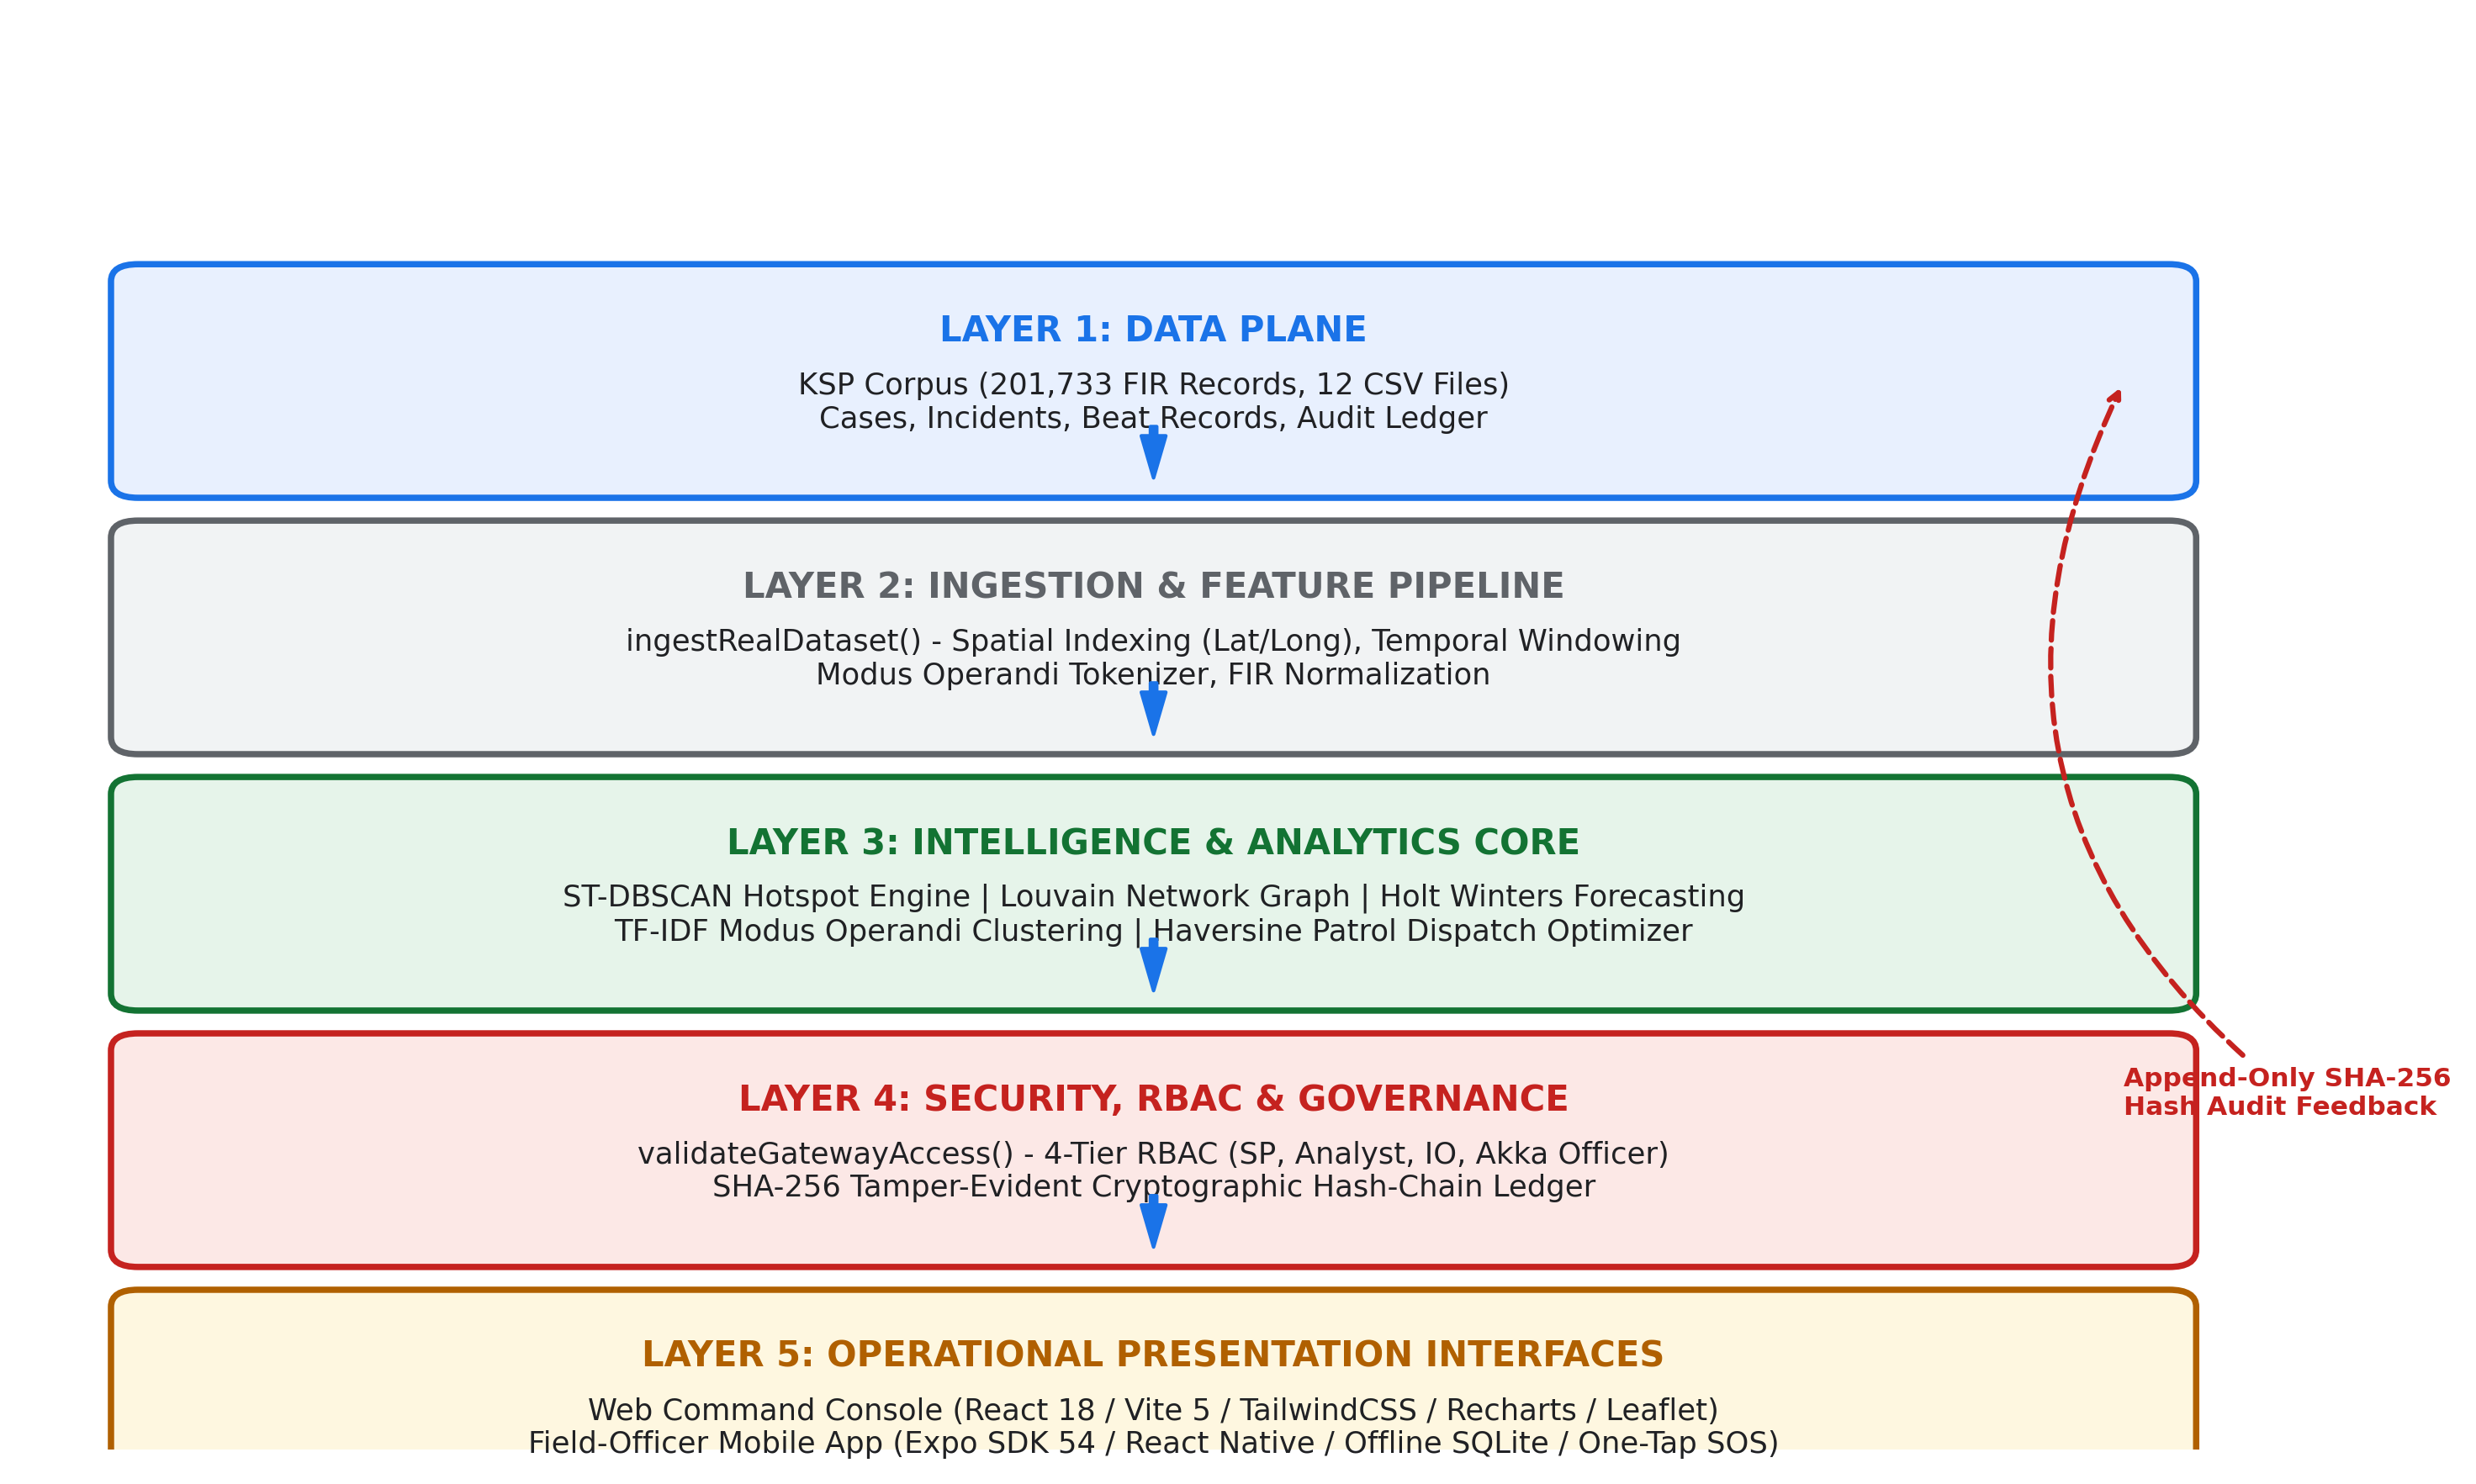 LAYER 1: DATA PLANE
KSP Corpus (201,733 FIR Records, 12 CSV Files)
Cases, Incidents, Beat Records, Audit Ledger
LAYER 2: INGESTION & FEATURE PIPELINE
ingestRealDataset() - Spatial Indexing (Lat/Long), Temporal Windowing
Modus Operandi Tokenizer, FIR Normalization
LAYER 3: INTELLIGENCE & ANALYTICS CORE
ST-DBSCAN Hotspot Engine | Louvain Network Graph | Holt Winters Forecasting
TF-IDF Modus Operandi Clustering | Haversine Patrol Dispatch Optimizer
Append-Only SHA-256
Hash Audit Feedback
LAYER 4: SECURITY, RBAC & GOVERNANCE
validateGatewayAccess() - 4-Tier RBAC (SP, Analyst, IO, Akka Officer)
SHA-256 Tamper-Evident Cryptographic Hash-Chain Ledger
LAYER 5: OPERATIONAL PRESENTATION INTERFACES
Web Command Console (React 18 / Vite 5 / TailwindCSS / Recharts / Leaflet)
Field-Officer Mobile App (Expo SDK 54 / React Native / Offline SQLite / One-Tap SOS)